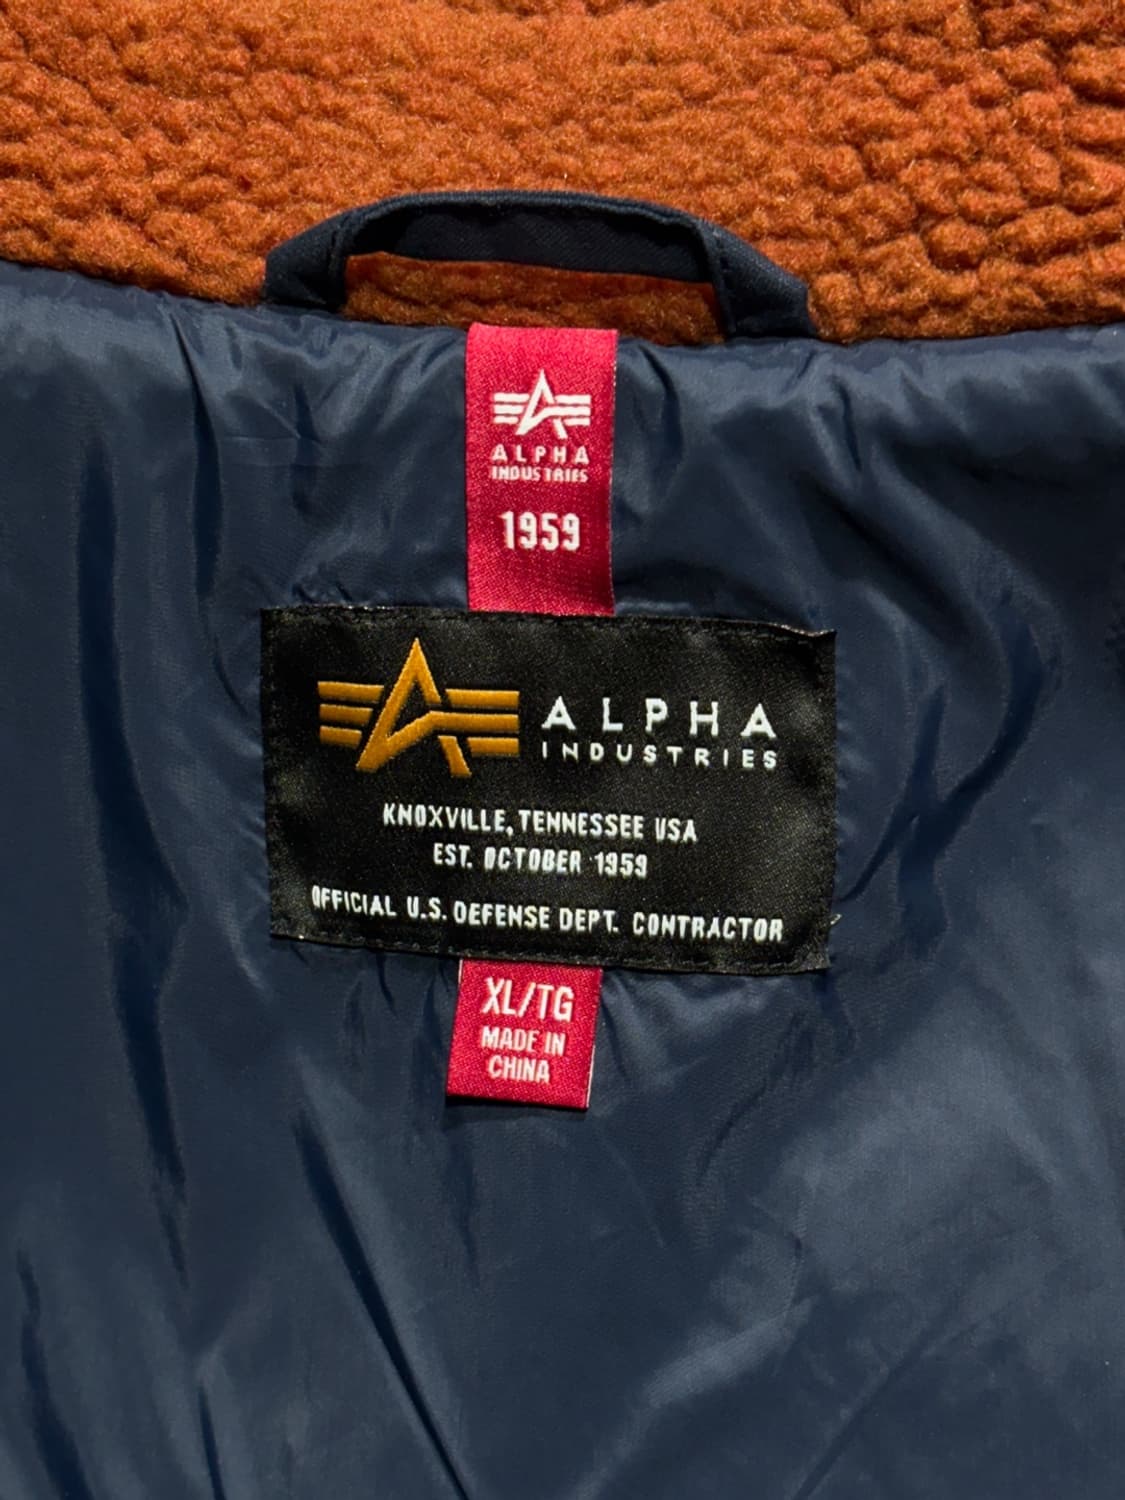 ALPHA
INDUSTRIES
1959
ALPHA
INDUSTRIES
KNOXVILLE, TENNESSEE USA
EST. OCTOBER 1959
OFFICIAL U.S. DEFENSE DEPT. CONTRACTOR
XL/TG
MADE IN
CHINA